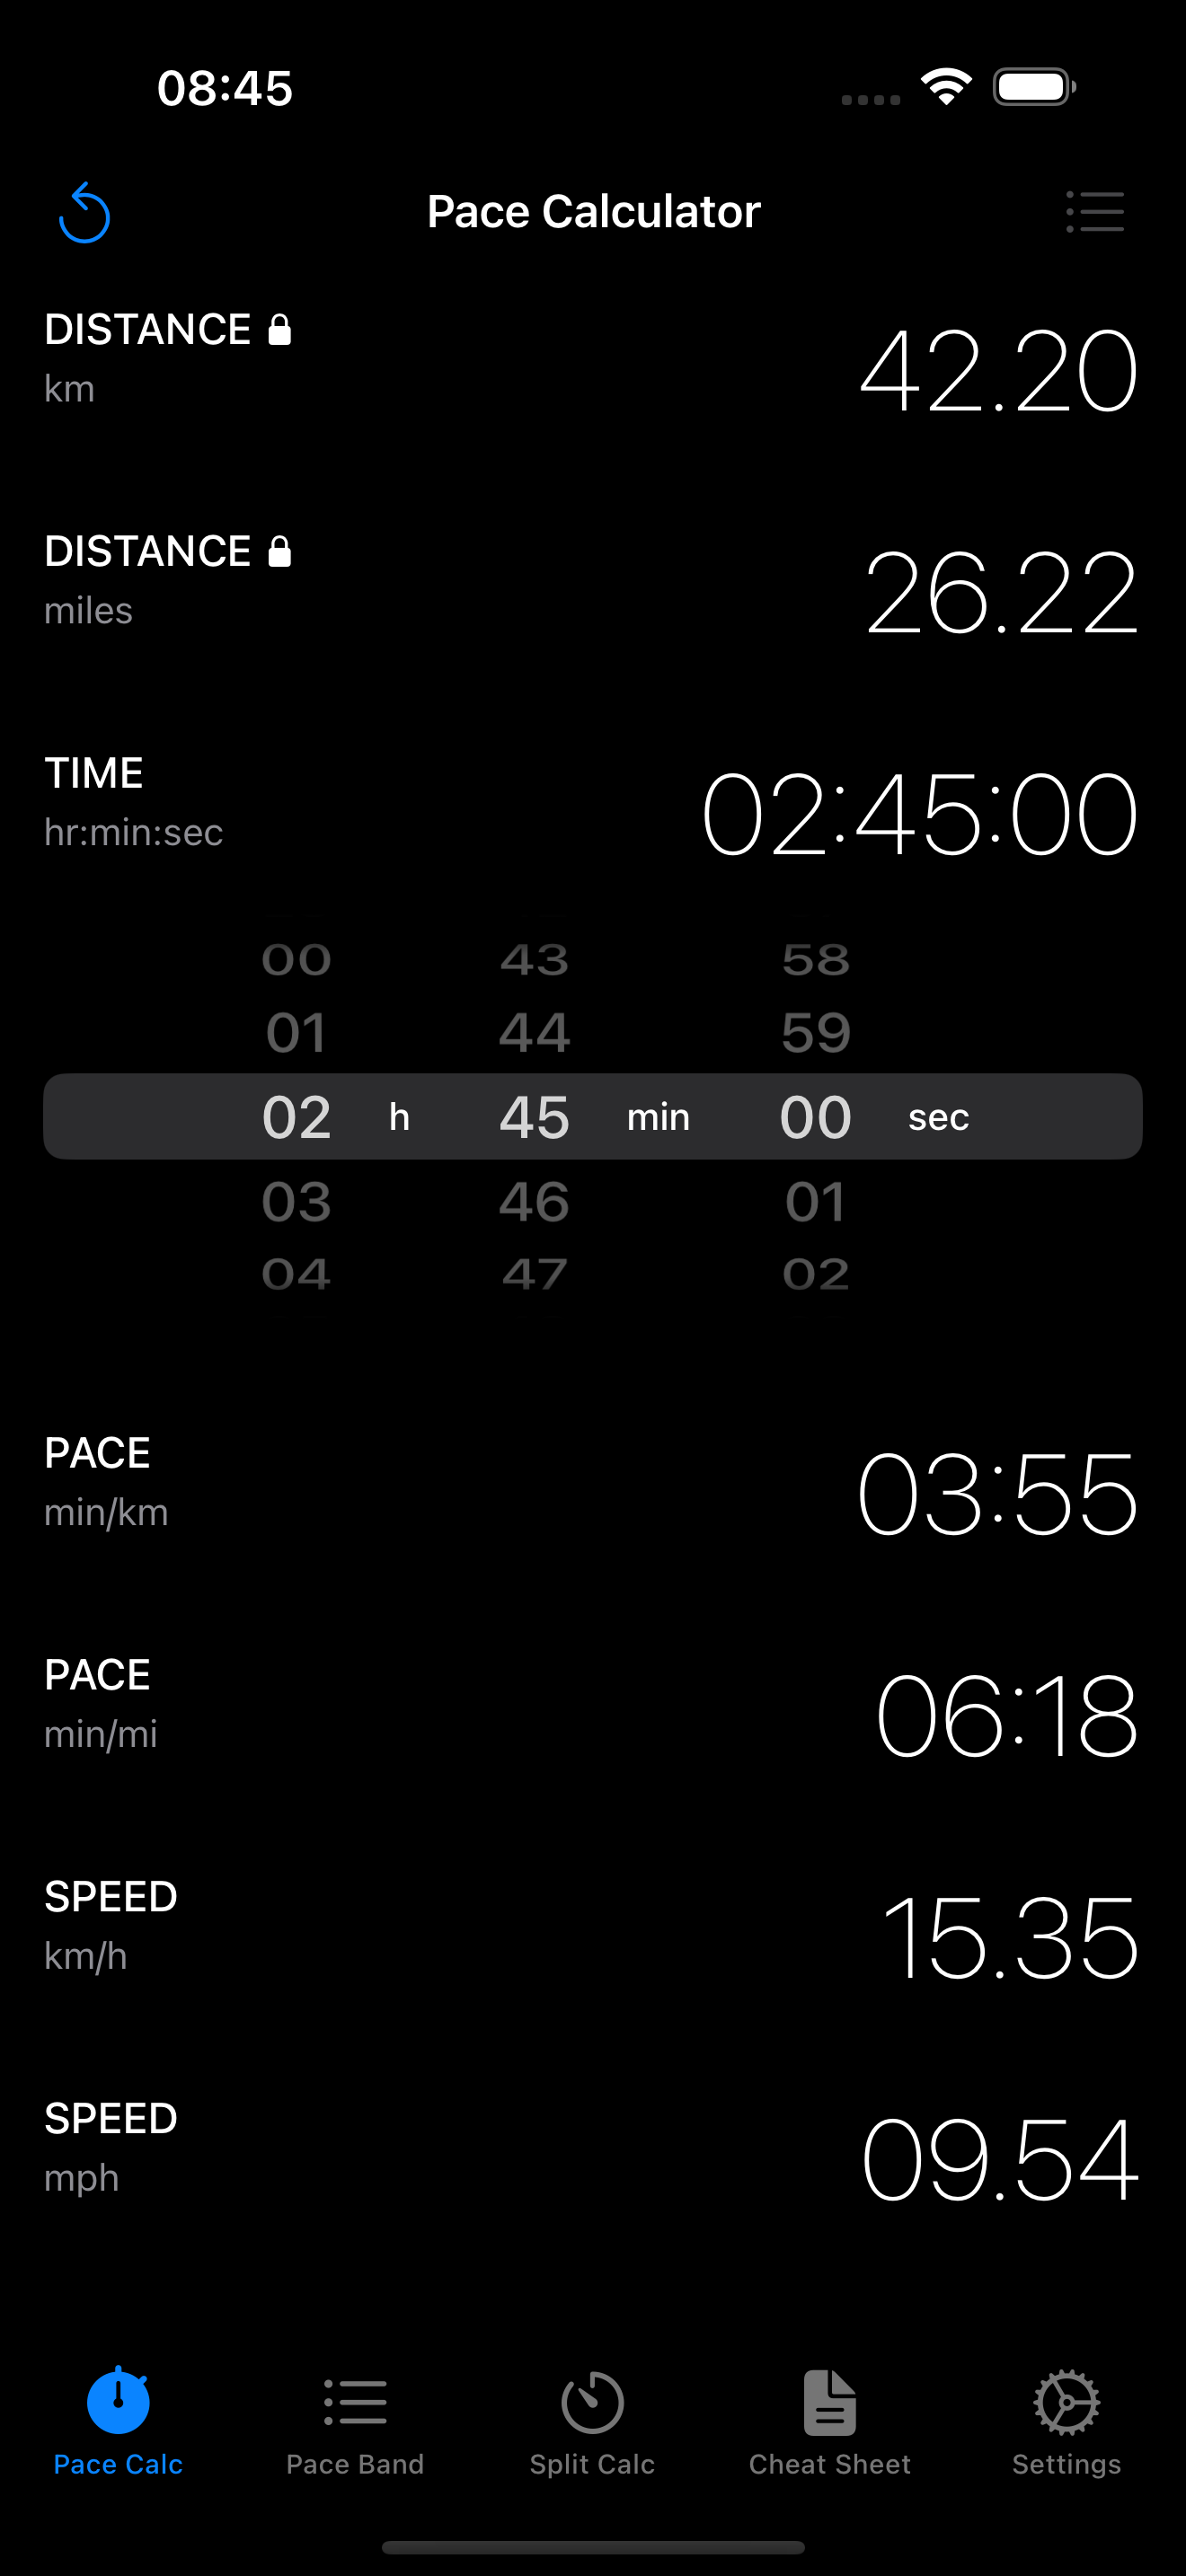 08:45
Pace Calculator
DISTANCE
km
42.20
DISTANCE
miles
26.22
TIME
hr:min:sec
02:45:00
00 43 58
01 44 59
02 h 45 min 00 sec
03 46 01
04 47 02
PACE
min/km
03:55
PACE
min/mi
06:18
SPEED
km/h
15.35
SPEED
mph
09.54
Pace Calc Pace Band Split Calc Cheat Sheet Settings